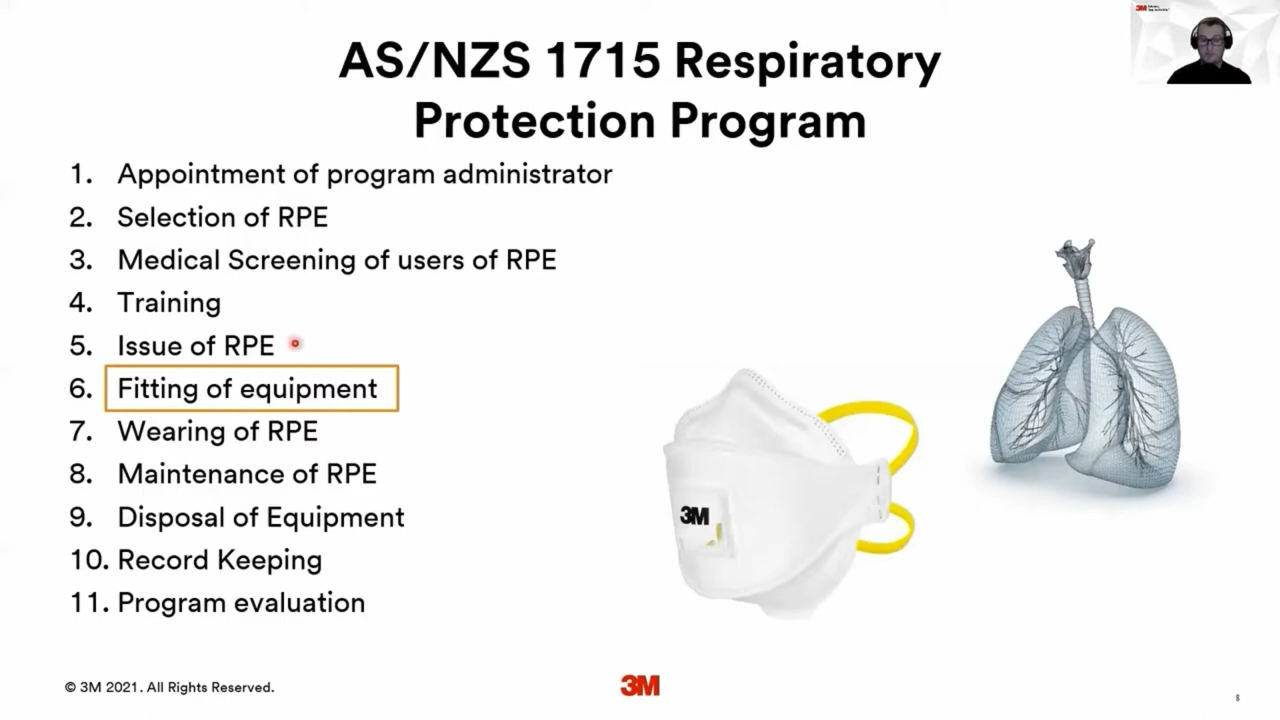 AS/NZS 1715 Respiratory
Protection Program
1. Appointment of program administrator
2. Selection of RPE
3. Medical Screening of users of RPE
4. Training
5. Issue of RPE
6. Fitting of equipment
7. Wearing of RPE
8. Maintenance of RPE
9. Disposal of Equipment
10. Record Keeping
11. Program evaluation
3M
© 3M 2021. All Rights Reserved.
3M
8
3M